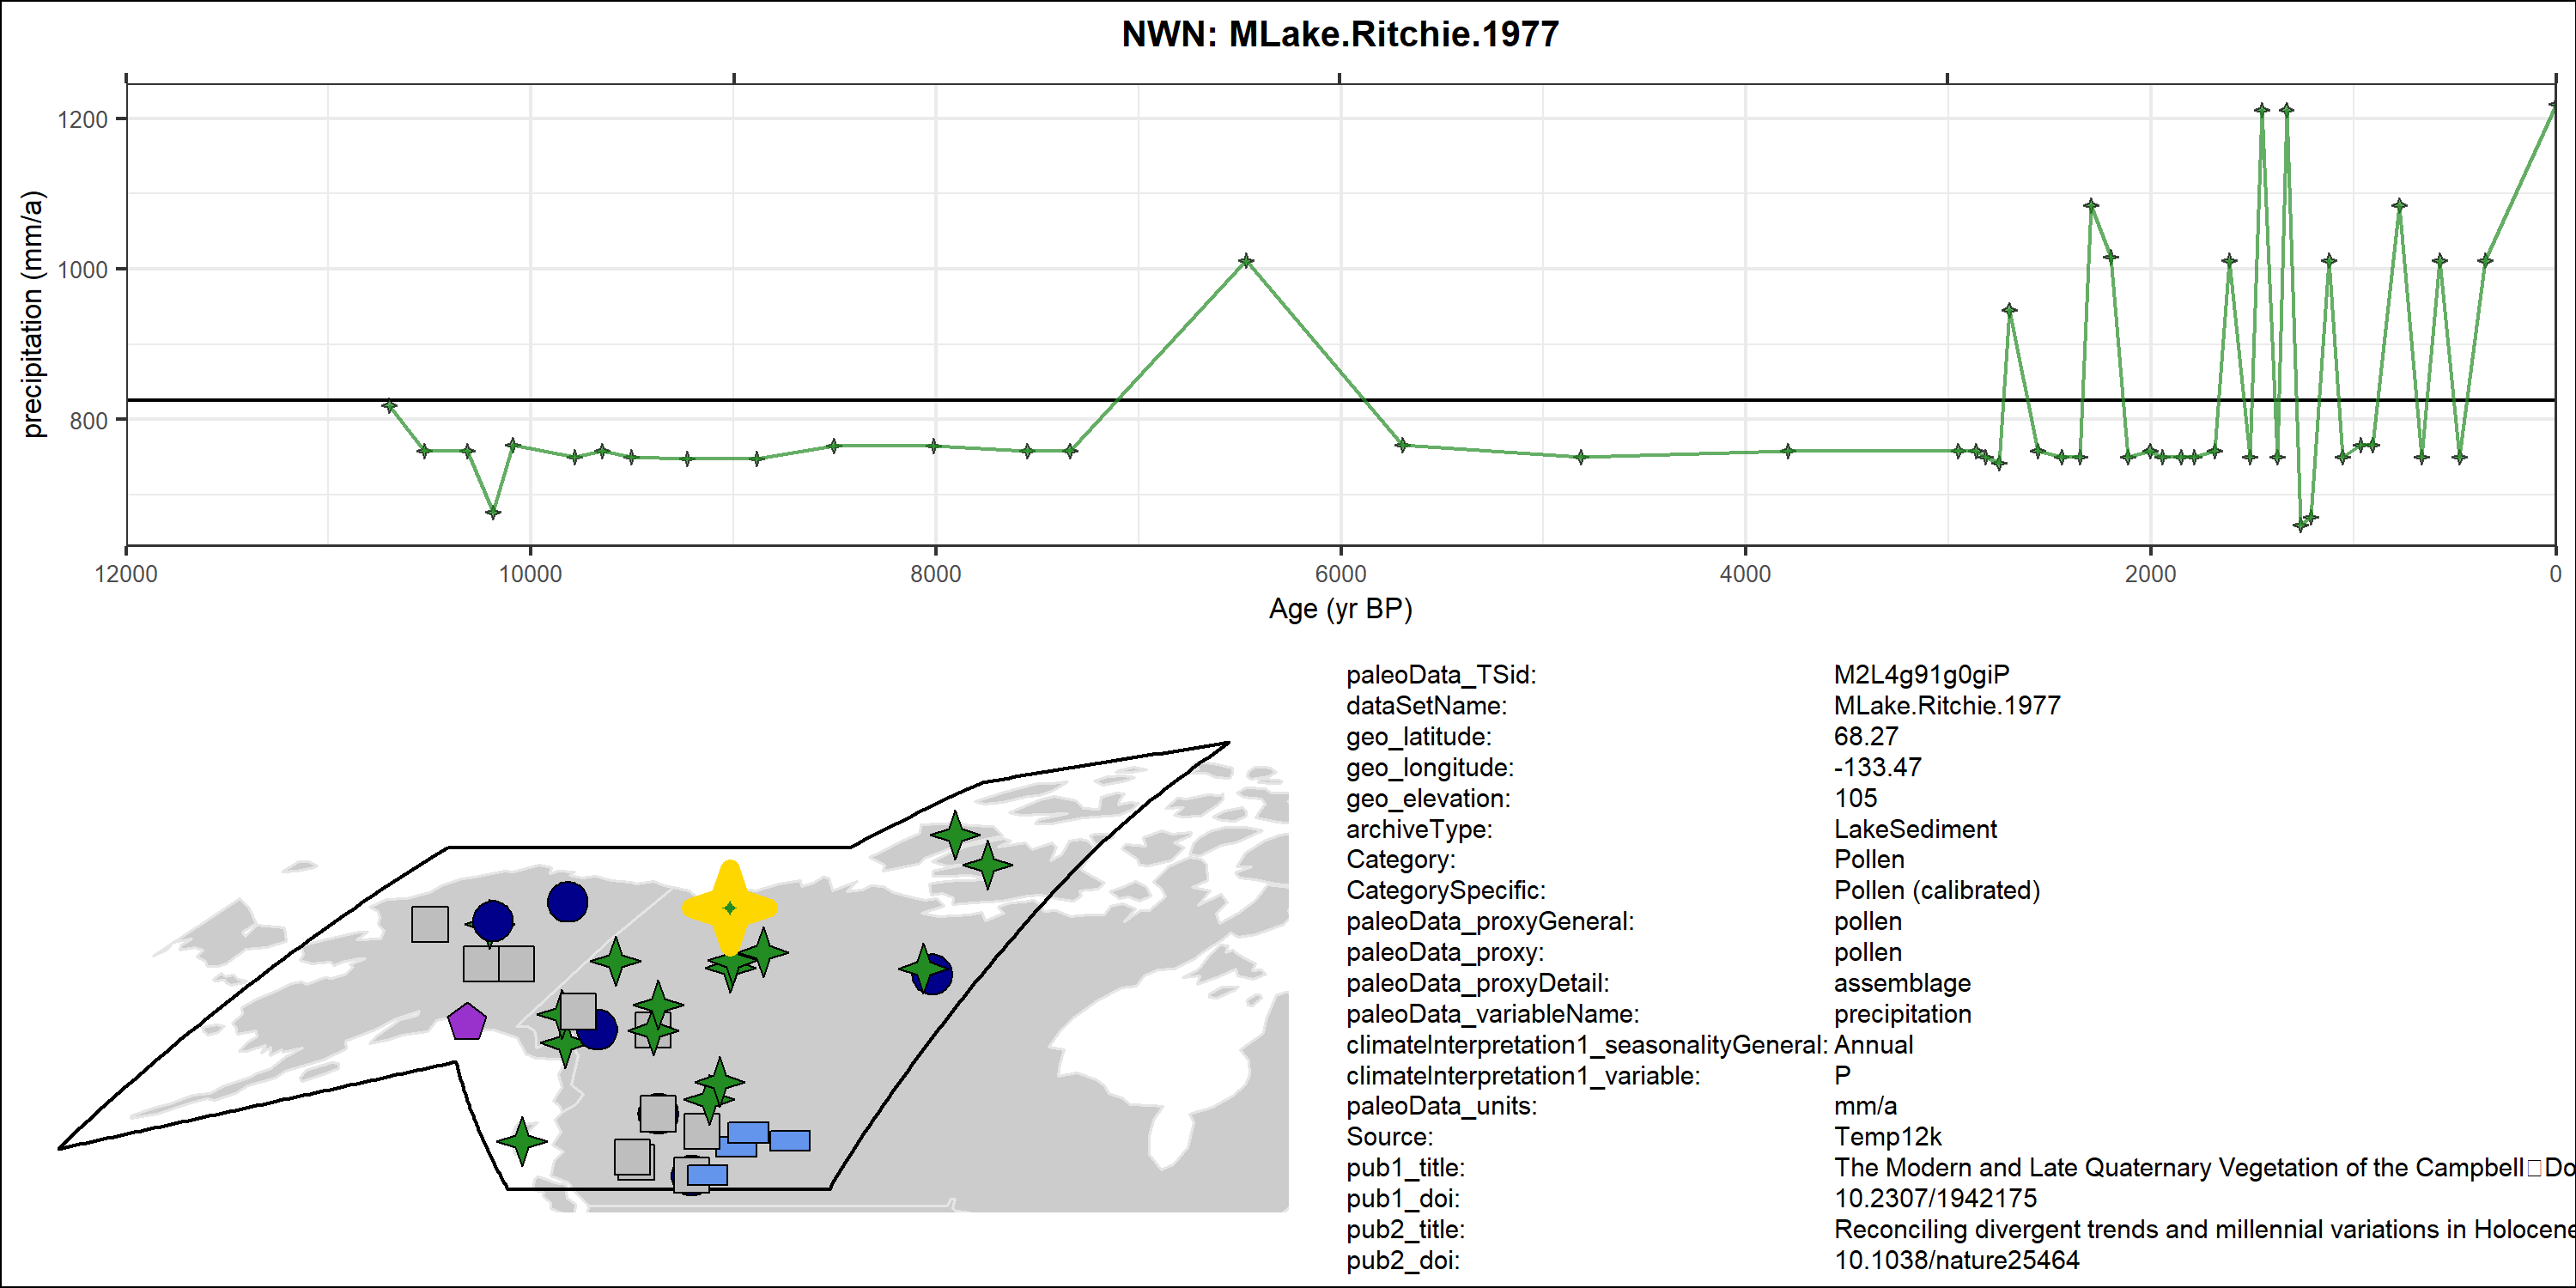 NWN: MLake.Ritchie.1977
precipitation (mm/a)
1200
1000
800
12000 10000 8000 6000 4000 2000 0
Age (yr BP)
paleoData_TSid: M2L4g91g0giP
dataSetName: MLake.Ritchie.1977
geo_latitude: 68.27
geo_longitude: -133.47
geo_elevation: 105
archiveType: LakeSediment
Category: Pollen
CategorySpecific: Pollen (calibrated)
paleoData_proxyGeneral: pollen
paleoData_proxy: pollen
paleoData_proxyDetail: assemblage
paleoData_variableName: precipitation
climateInterpretation1_seasonalityGeneral: Annual
climateInterpretation1_variable: P
paleoData_units: mm/a
Source: Temp12k
pub1_title: The Modern and Late Quaternary Vegetation of the Campbell□Do
pub1_doi: 10.2307/1942175
pub2_title: Reconciling divergent trends and millennial variations in Holocene
pub2_doi: 10.1038/nature25464